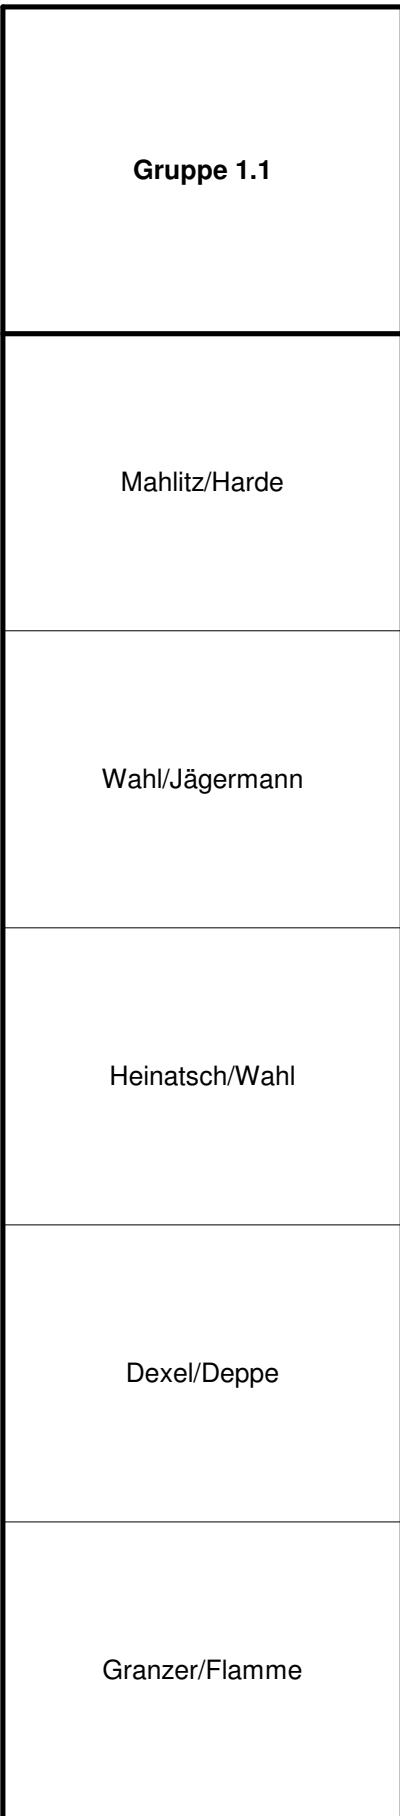 Gruppe 1.1
Mahlitz/Harde
Wahl/Jägermann
Heinatsch/Wahl
Dexel/Deppe
Granzer/Flamme